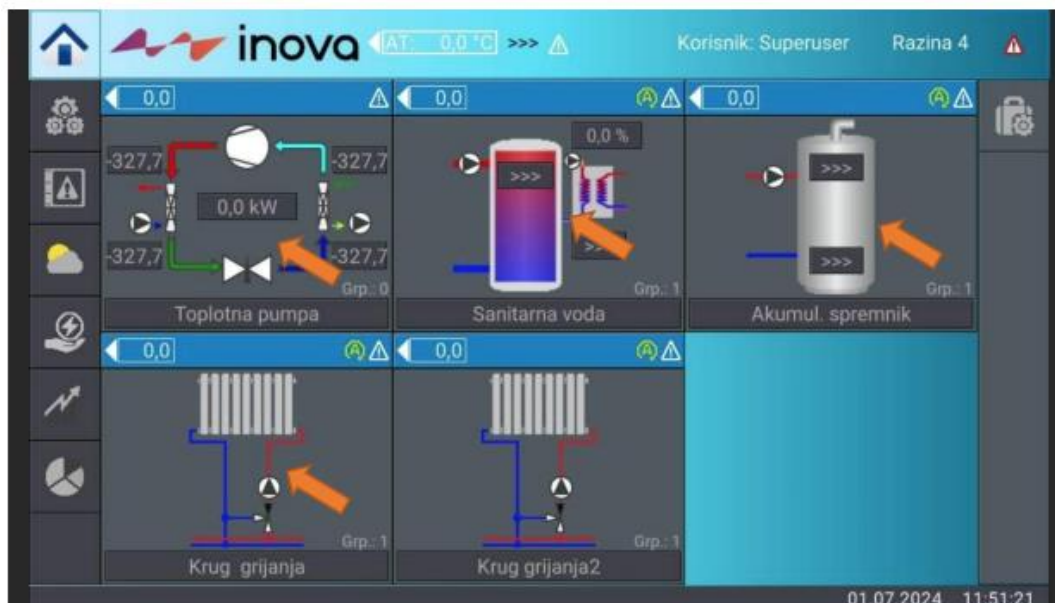 inova AT: 0,0 °C >>> Korisnik: Superuser Razina 4
0,0 0,0 0,0
0,0 %
-327,7 -327,7 >>> >>>
0,0 kW
-327,7 -327,7 >>> >>>
Grp.: 0 Grp.: 1 Grp.: 1
Toplotna pumpa Sanitarna voda Akumul. spremnik
0,0 0,0
Grp.: 1 Grp.: 1
Krug grijanja Krug grijanja2
01.07.2024 11:51:21